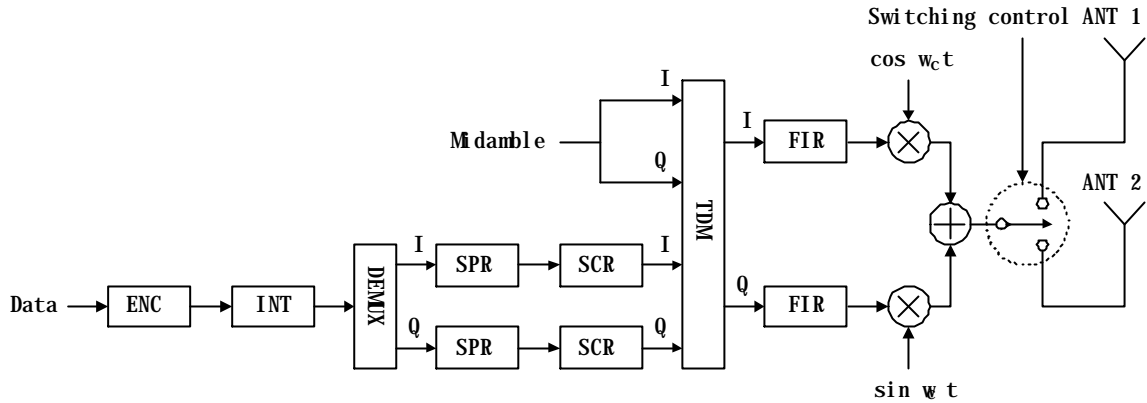 Switching control ANT 1
cos wct
I
I
FIR
Midamble
Q
TDM
ANT 2
I
SPR
SCR
I
Data
ENC
INT
DEMUX
Q
FIR
Q
SPR
SCR
Q
sin wct